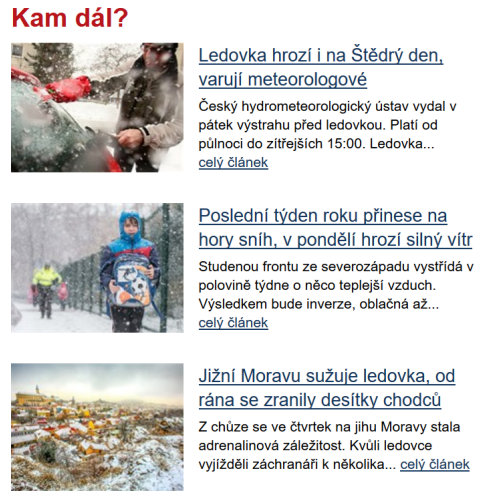 Kam dál?
Ledovka hrozí i na Štědrý den,
varují meteorologové
Český hydrometeorologický ústav vydal v
pátek výstrahu před ledovkou. Platí od
půlnoci do zítřejších 15:00. Ledovka...
celý článek
Poslední týden roku přinese na
hory sníh, v pondělí hrozí silný vítr
Studenou frontu ze severozápadu vystřídá v
polovině týdne o něco teplejší vzduch.
Výsledkem bude inverze, oblačná až...
celý článek
Jižní Moravu sužuje ledovka, od
rána se zranily desítky chodců
Z chůze se ve čtvrtek na jihu Moravy stala
adrenalinová záležitost. Kvůli ledovce
vyjížděli záchranáři k několika... celý článek